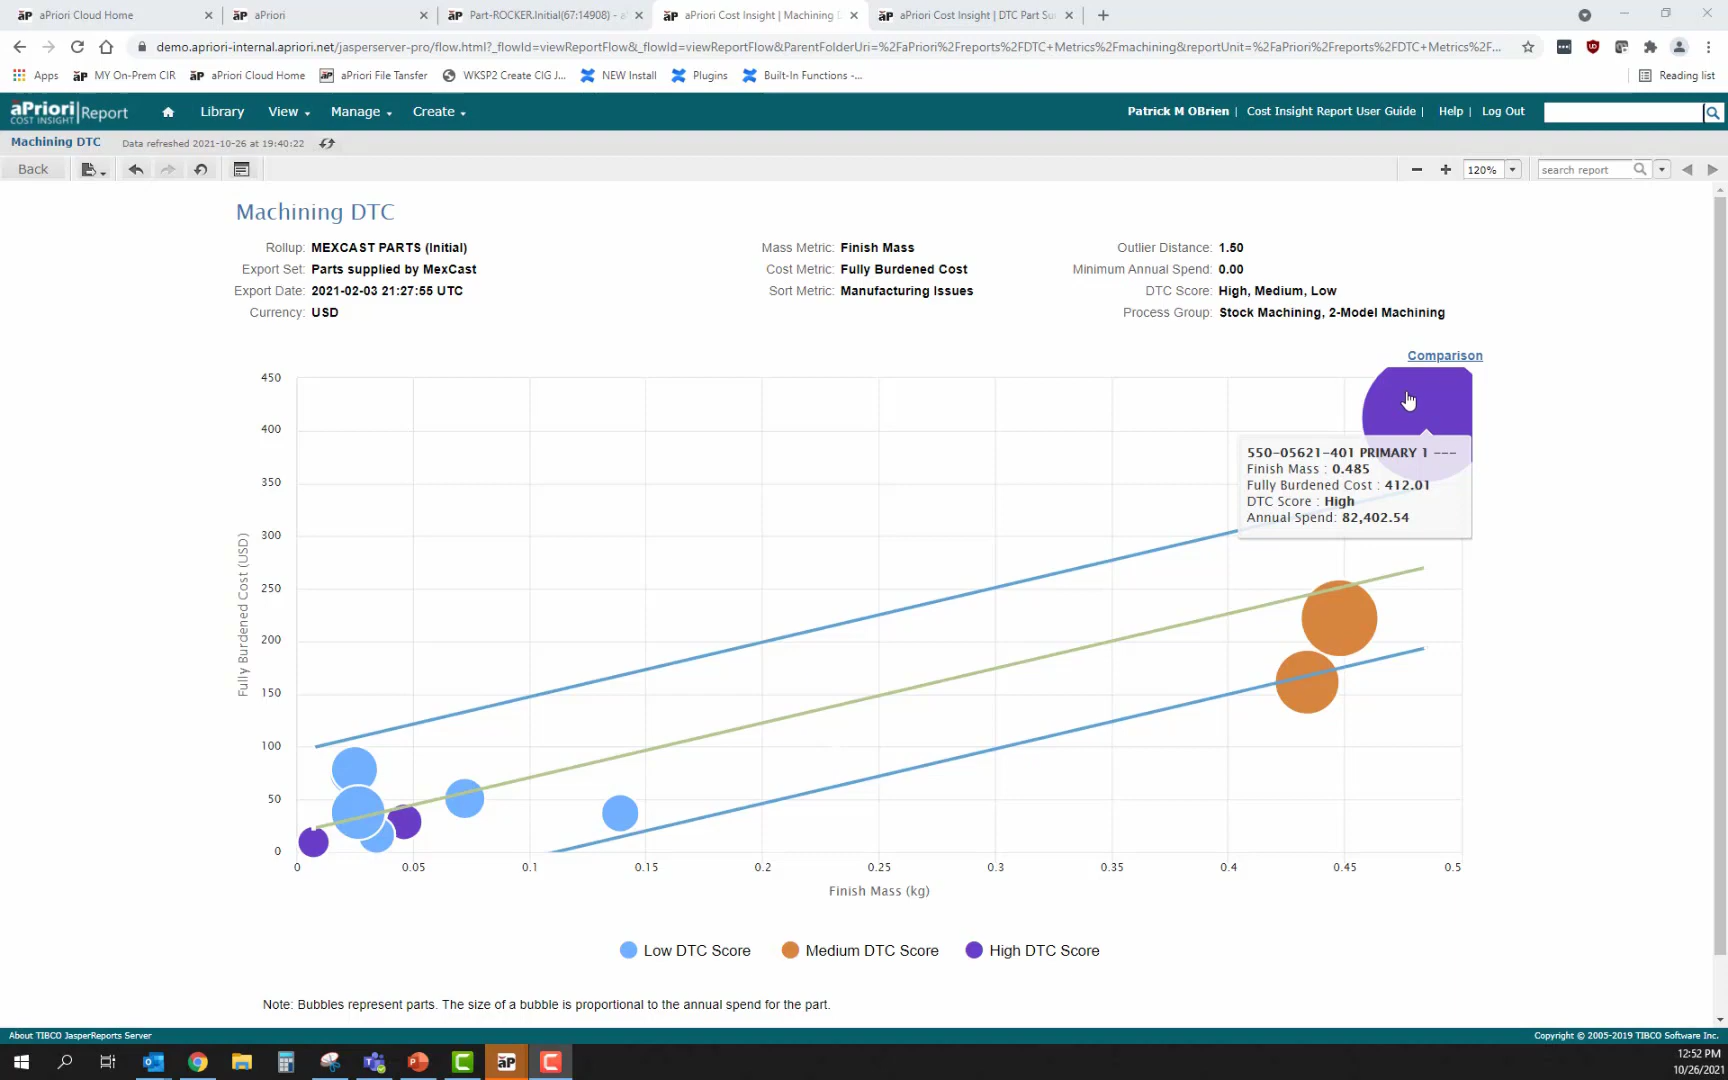 aPriori Cloud Home
aPriori
Part-ROCKER.Initial(67:14908) - a
aPriori Cost Insight | Machining
aPriori Cost Insight | DTC Part Su
demo.apriori-internal.apriori.net/jasperserver-pro/flow.html?_flowId=viewReportFlow&_flowId=viewReportFlow&ParentFolderUri=%2FaPriori%2Freports%2FDTC+Metrics%2Fmachining&reportUnit=%2FaPriori%2Freports%2FDTC+Metrics%2F...
Apps
MY On-Prem CIR
aPriori Cloud Home
aPriori File Tansfer
WKSP2 Create CIG J...
NEW Install
Plugins
Built-In Functions -...
Reading list
aPriori | Report
COST INSIGHT
Library
View
Manage
Create
Patrick M OBrien |
Cost Insight Report User Guide |
Help |
Log Out
Machining DTC
Data refreshed 2021-10-26 at 19:40:22
Back
120%
search report
Machining DTC
Rollup: MEXCAST PARTS (Initial)
Export Set: Parts supplied by MexCast
Export Date: 2021-02-03 21:27:55 UTC
Currency: USD
Mass Metric: Finish Mass
Cost Metric: Fully Burdened Cost
Sort Metric: Manufacturing Issues
Outlier Distance: 1.50
Minimum Annual Spend: 0.00
DTC Score: High, Medium, Low
Process Group: Stock Machining, 2-Model Machining
Comparison
450
400
350
300
250
200
150
100
50
0
Fully Burdened Cost (USD)
550-05621-401 PRIMARY 1 ---
Finish Mass : 0.485
Fully Burdened Cost : 412.01
DTC Score : High
Annual Spend: 82,402.54
0
0.05
0.1
0.15
0.2
0.25
0.3
0.35
0.4
0.45
0.5
Finish Mass (kg)
Low DTC Score
Medium DTC Score
High DTC Score
Note: Bubbles represent parts. The size of a bubble is proportional to the annual spend for the part.
About TIBCO JasperReports Server
Copyright © 2005-2019 TIBCO Software Inc.
12:52 PM
10/26/2021